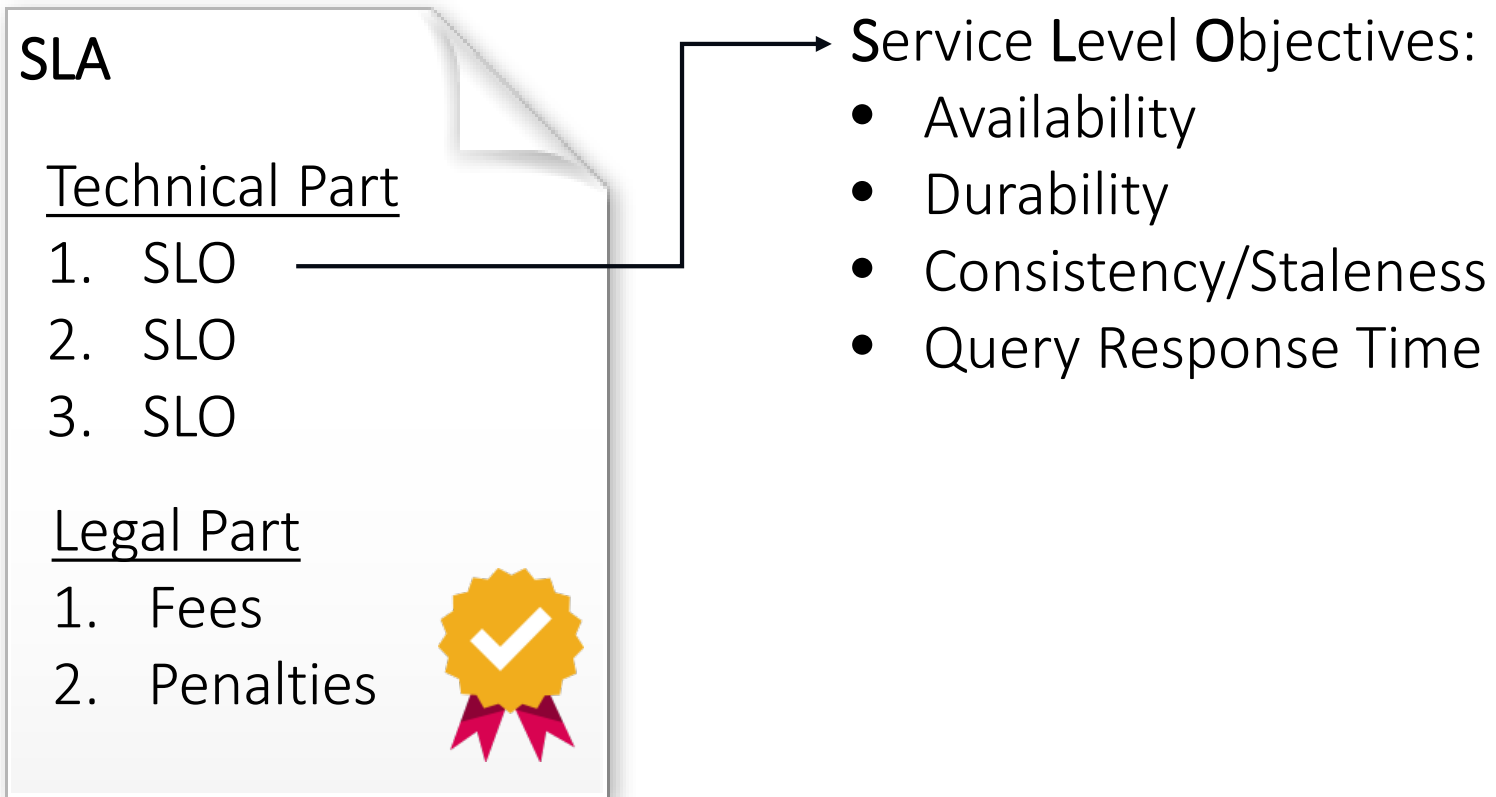 SLA
Technical Part
1. SLO
2. SLO
3. SLO
Legal Part
1. Fees
2. Penalties
Service Level Objectives:
• Availability
• Durability
• Consistency/Staleness
• Query Response Time